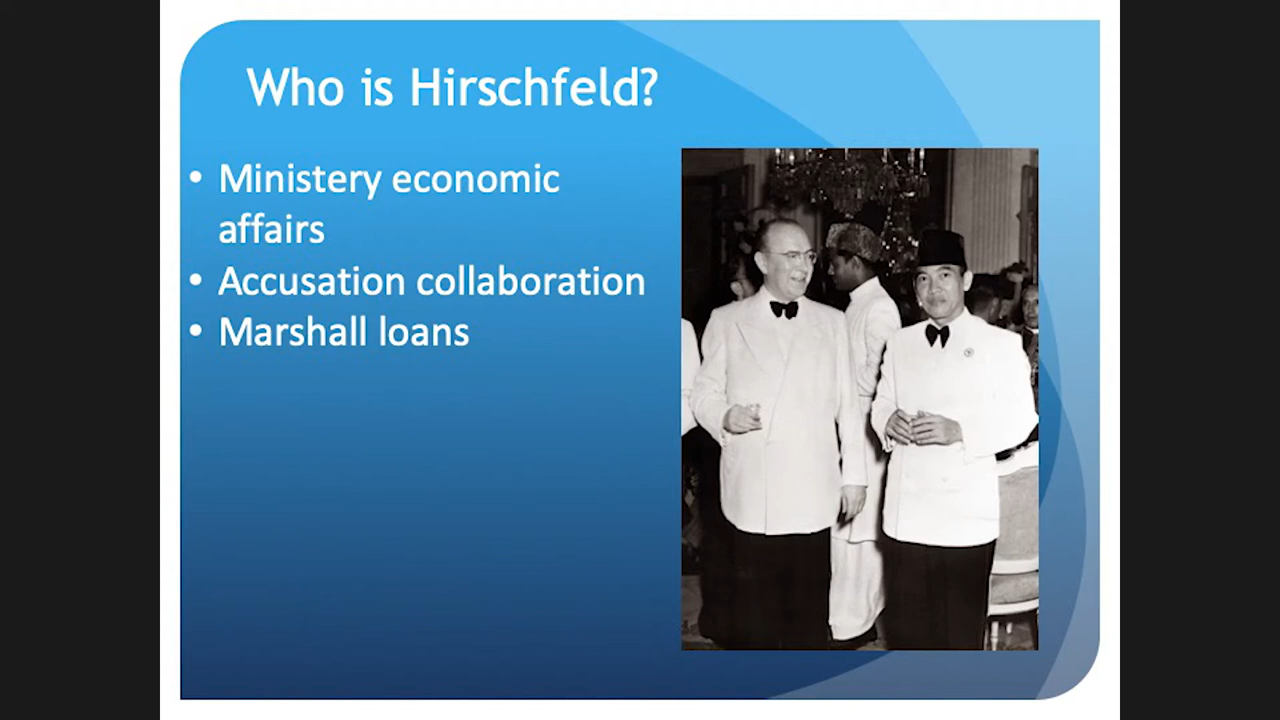 Who is Hirschfeld?
• Ministery economic
affairs
• Accusation collaboration
• Marshall loans